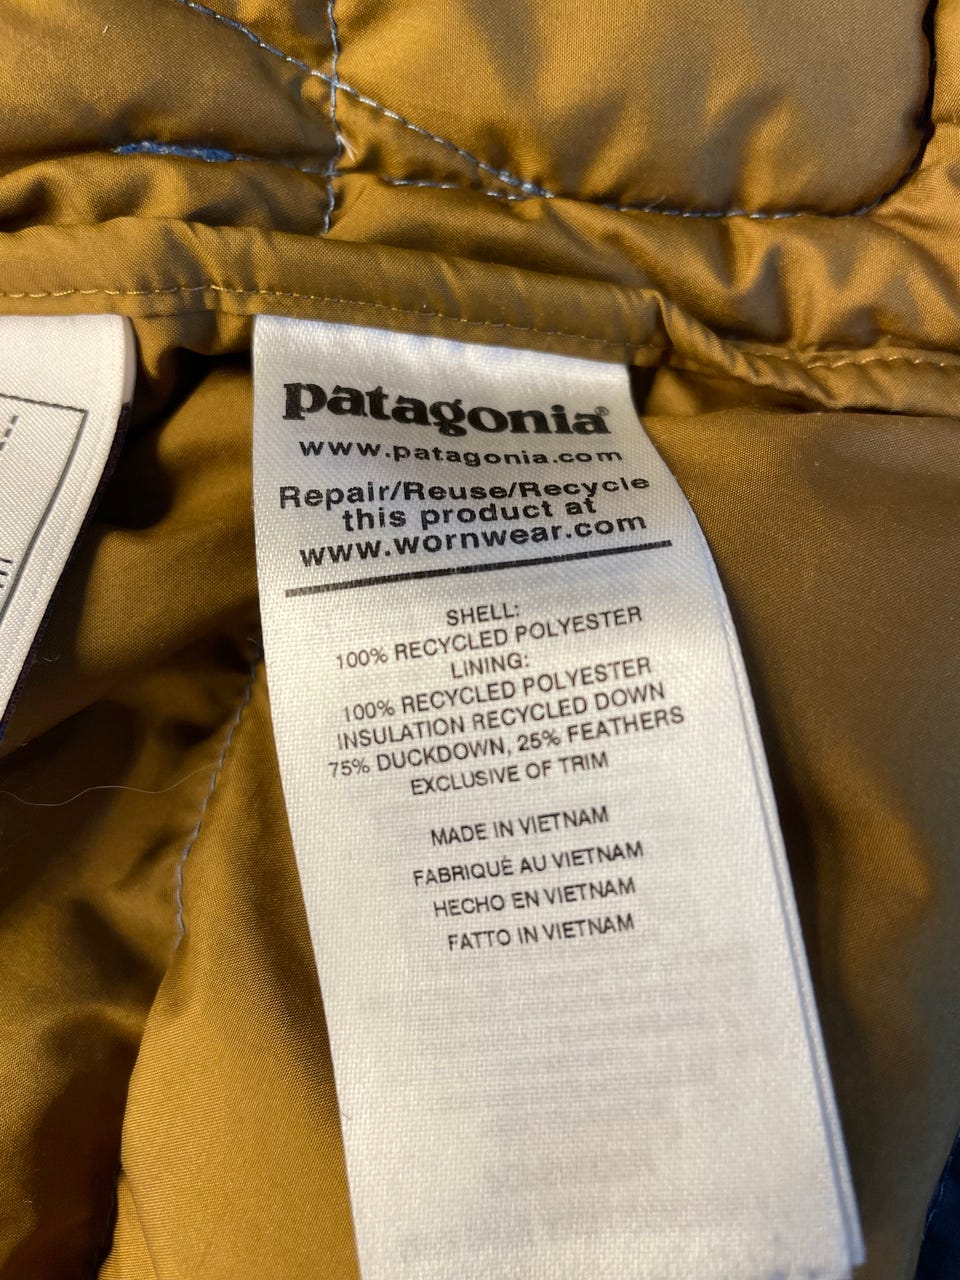 patagonia®
www.patagonia.com
Repair/Reuse/Recycle
this product at
www.wornwear.com
SHELL:
100% RECYCLED POLYESTER
LINING:
100% RECYCLED POLYESTER
INSULATION RECYCLED DOWN
75% DUCKDOWN, 25% FEATHERS
EXCLUSIVE OF TRIM
MADE IN VIETNAM
FABRIQUÉ AU VIETNAM
HECHO EN VIETNAM
FATTO IN VIETNAM